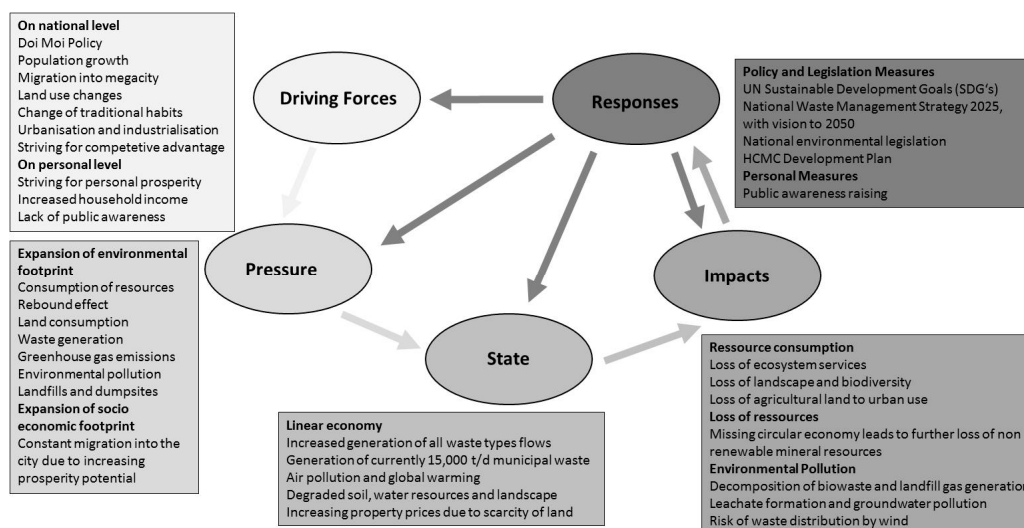 On national level
Doi Moi Policy
Population growth
Migration into megacity
Land use changes
Change of traditional habits
Urbanisation and industrialisation
Striving for competetive advantage
On personal level
Striving for personal prosperity
Increased household income
Lack of public awareness
Driving Forces
Responses
Policy and Legislation Measures
UN Sustainable Development Goals (SDG's)
National Waste Management Strategy 2025,
with vision to 2050
National environmental legislation
HCMC Development Plan
Personal Measures
Public awareness raising
Expansion of environmental
footprint
Consumption of resources
Rebound effect
Land consumption
Waste generation
Greenhouse gas emissions
Environmental pollution
Landfills and dumpsites
Expansion of socio
economic footprint
Constant migration into the
city due to increasing
prosperity potential
Pressure
Impacts
State
Linear economy
Increased generation of all waste types flows
Generation of currently 15,000 t/d municipal waste
Air pollution and global warming
Degraded soil, water resources and landscape
Increasing property prices due to scarcity of land
Ressource consumption
Loss of ecosystem services
Loss of landscape and biodiversity
Loss of agricultural land to urban use
Loss of ressources
Missing circular economy leads to further loss of non
renewable mineral resources
Environmental Pollution
Decomposition of biowaste and landfill gas generation
Leachate formation and groundwater pollution
Risk of waste distribution by wind